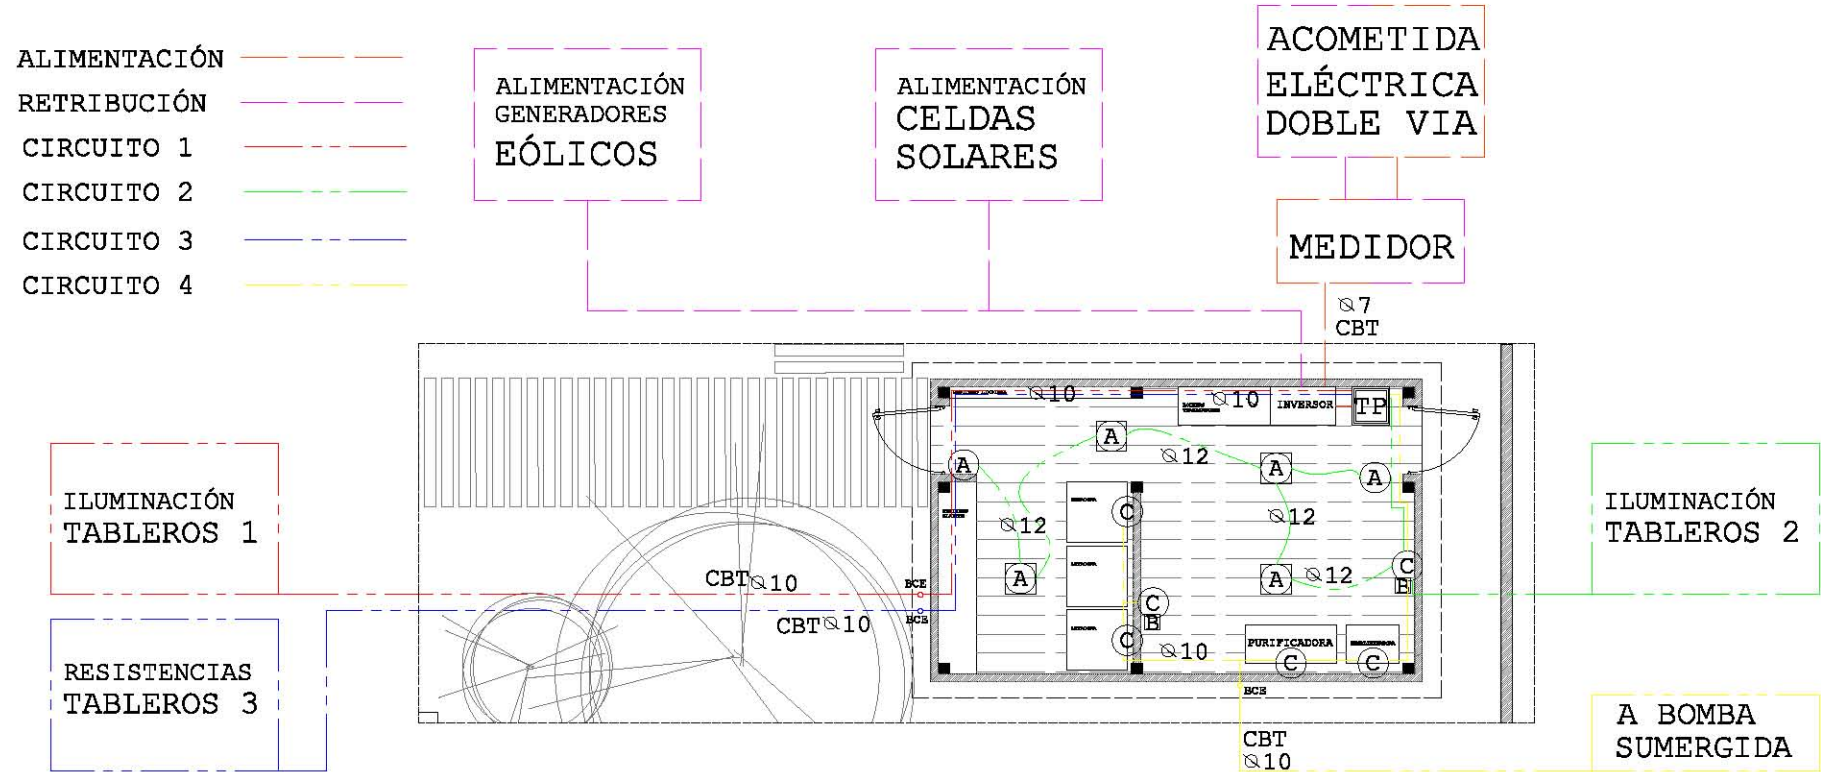 ALIMENTACIÓN
RETRIBUCIÓN
CIRCUITO 1
CIRCUITO 2
CIRCUITO 3
CIRCUITO 4
ALIMENTACIÓN
GENERADORES
EÓLICOS
ALIMENTACIÓN
CELDAS
SOLARES
ACOMETIDA
ELÉCTRICA
DOBLE VIA
MEDIDOR
⌀7
CBT
⌀10
⌀10
INVERSOR
TP
A
⌀12
A
A
A
C
⌀12
⌀12
A
A
⌀12
C
B
C
B
C
⌀10
PURIFICADORA
C
C
BCE
CBT
⌀10
ILUMINACIÓN
TABLEROS 1
CBT⌀10
BCE
BCE
CBT⌀10
RESISTENCIAS
TABLEROS 3
ILUMINACIÓN
TABLEROS 2
A BOMBA
SUMERGIDA